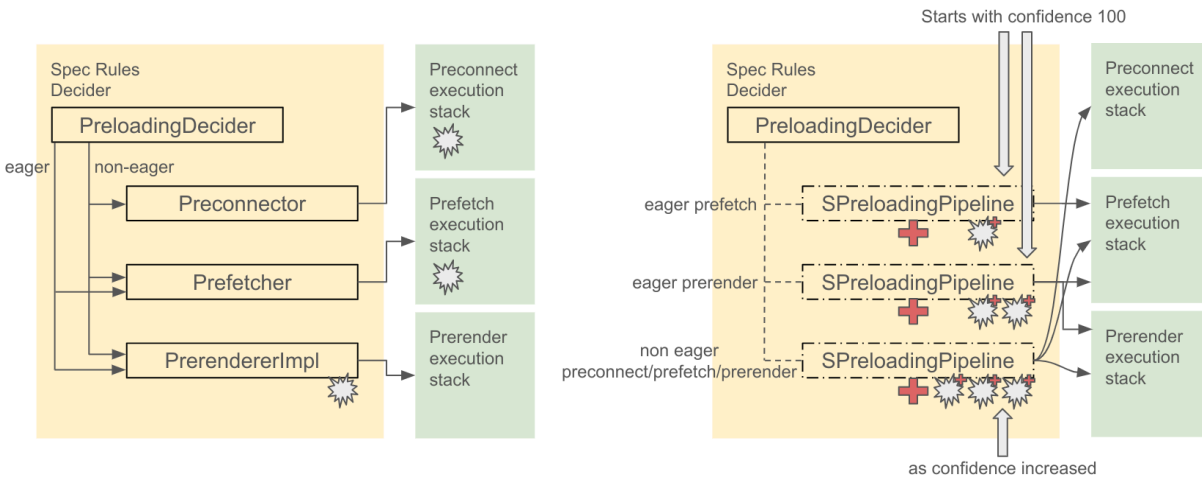 Spec Rules
Decider
PreloadingDecider
eager
non-eager
Preconnector
Prefetcher
PrerendererImpl
Preconnect
execution
stack
Prefetch
execution
stack
Prerender
execution
stack
Starts with confidence 100
Spec Rules
Decider
PreloadingDecider
eager prefetch
SPreloadingPipeline
eager prerender
SPreloadingPipeline
non eager
preconnect/prefetch/prerender
SPreloadingPipeline
as confidence increased
Preconnect
execution
stack
Prefetch
execution
stack
Prerender
execution
stack